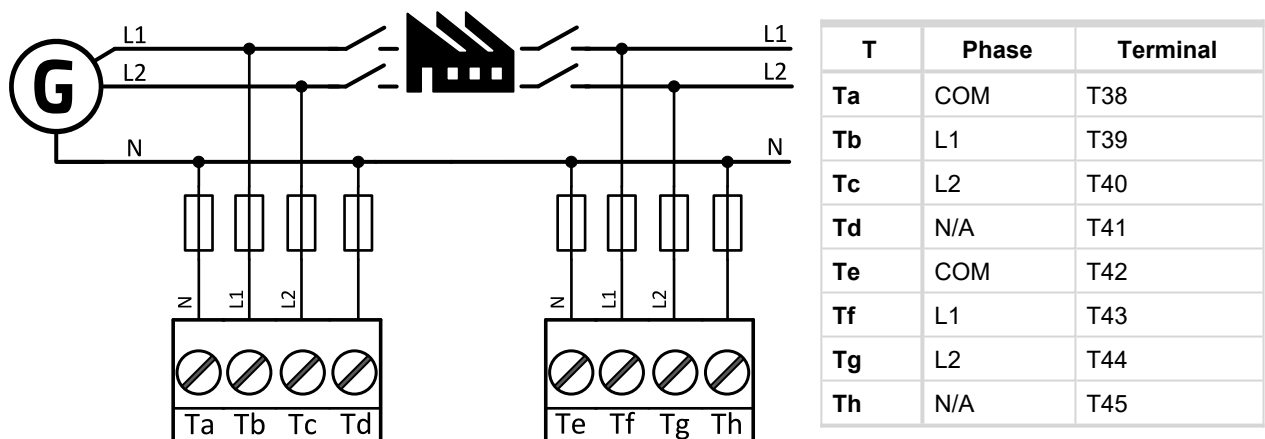 L1
L1
L2
L2
G
N
N
N
L1
L2
N
L1
L2
Ta Tb Tc Td
Te Tf Tg Th
T Phase Terminal
Ta COM T38
Tb L1 T39
Tc L2 T40
Td N/A T41
Te COM T42
Tf L1 T43
Tg L2 T44
Th N/A T45